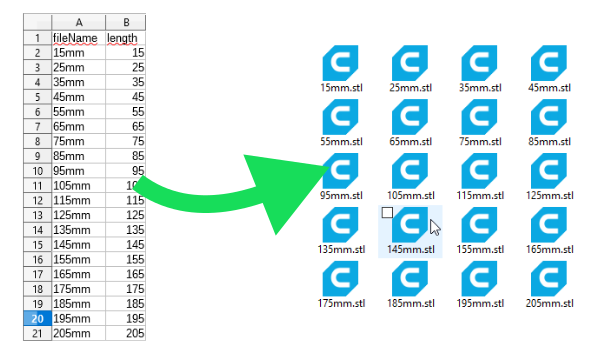 A B
1 fileName length
2 15mm 15
3 25mm 25
4 35mm 35
5 45mm 45
6 55mm 55
7 65mm 65
8 75mm 75
9 85mm 85
10 95mm 95
11 105mm
12 115mm 115
13 125mm 125
14 135mm 135
15 145mm 145
16 155mm 155
17 165mm 165
18 175mm 175
19 185mm 185
20 195mm 195
21 205mm 205
15mm.stl 25mm.stl 35mm.stl 45mm.stl
55mm.stl 65mm.stl 75mm.stl 85mm.stl
95mm.stl 105mm.stl 115mm.stl 125mm.stl
135mm.stl 145mm.stl 155mm.stl 165mm.stl
175mm.stl 185mm.stl 195mm.stl 205mm.stl